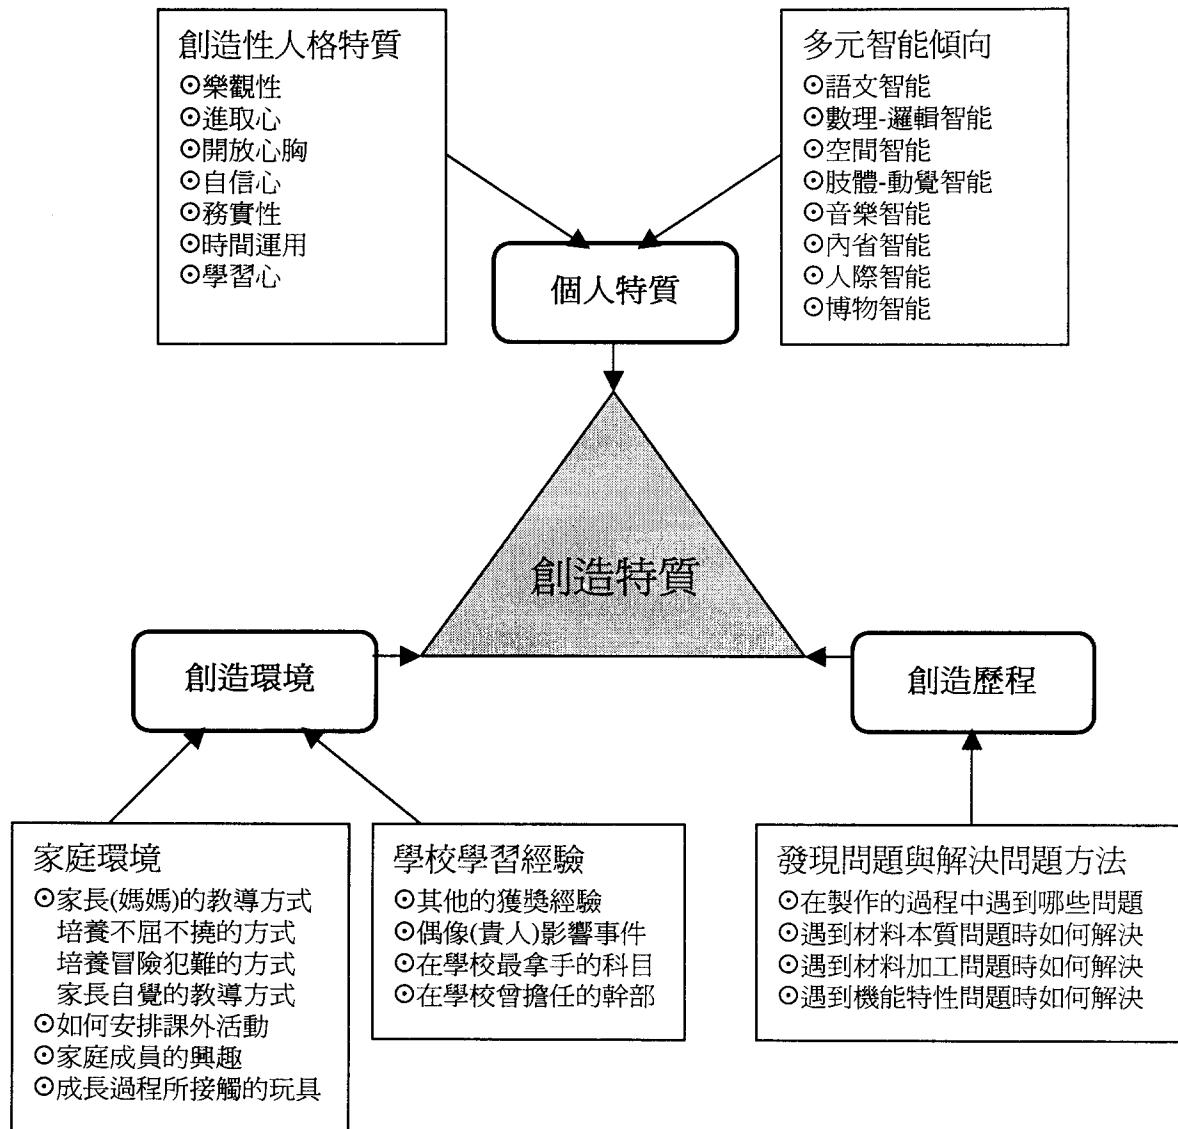 創造性人格特質
⊙樂觀性
⊙進取心
⊙開放心胸
⊙自信心
⊙務實性
⊙時間運用
⊙學習心
多元智能傾向
⊙語文智能
⊙數理-邏輯智能
⊙空間智能
⊙肢體-動覺智能
⊙音樂智能
⊙內省智能
⊙人際智能
⊙博物智能
個人特質
創造特質
創造環境
創造歷程
家庭環境
⊙家長(媽媽)的教導方式
培養不屈不撓的方式
培養冒險犯難的方式
家長自覺的教導方式
⊙如何安排課外活動
⊙家庭成員的興趣
⊙成長過程所接觸的玩具
學校學習經驗
⊙其他的獲獎經驗
⊙偶像(貴人)影響事件
⊙在學校最拿手的科目
⊙在學校曾擔任的幹部
發現問題與解決問題方法
⊙在製作的過程中遇到哪些問題
⊙遇到材料本質問題時如何解決
⊙遇到材料加工問題時如何解決
⊙遇到機能特性問題時如何解決